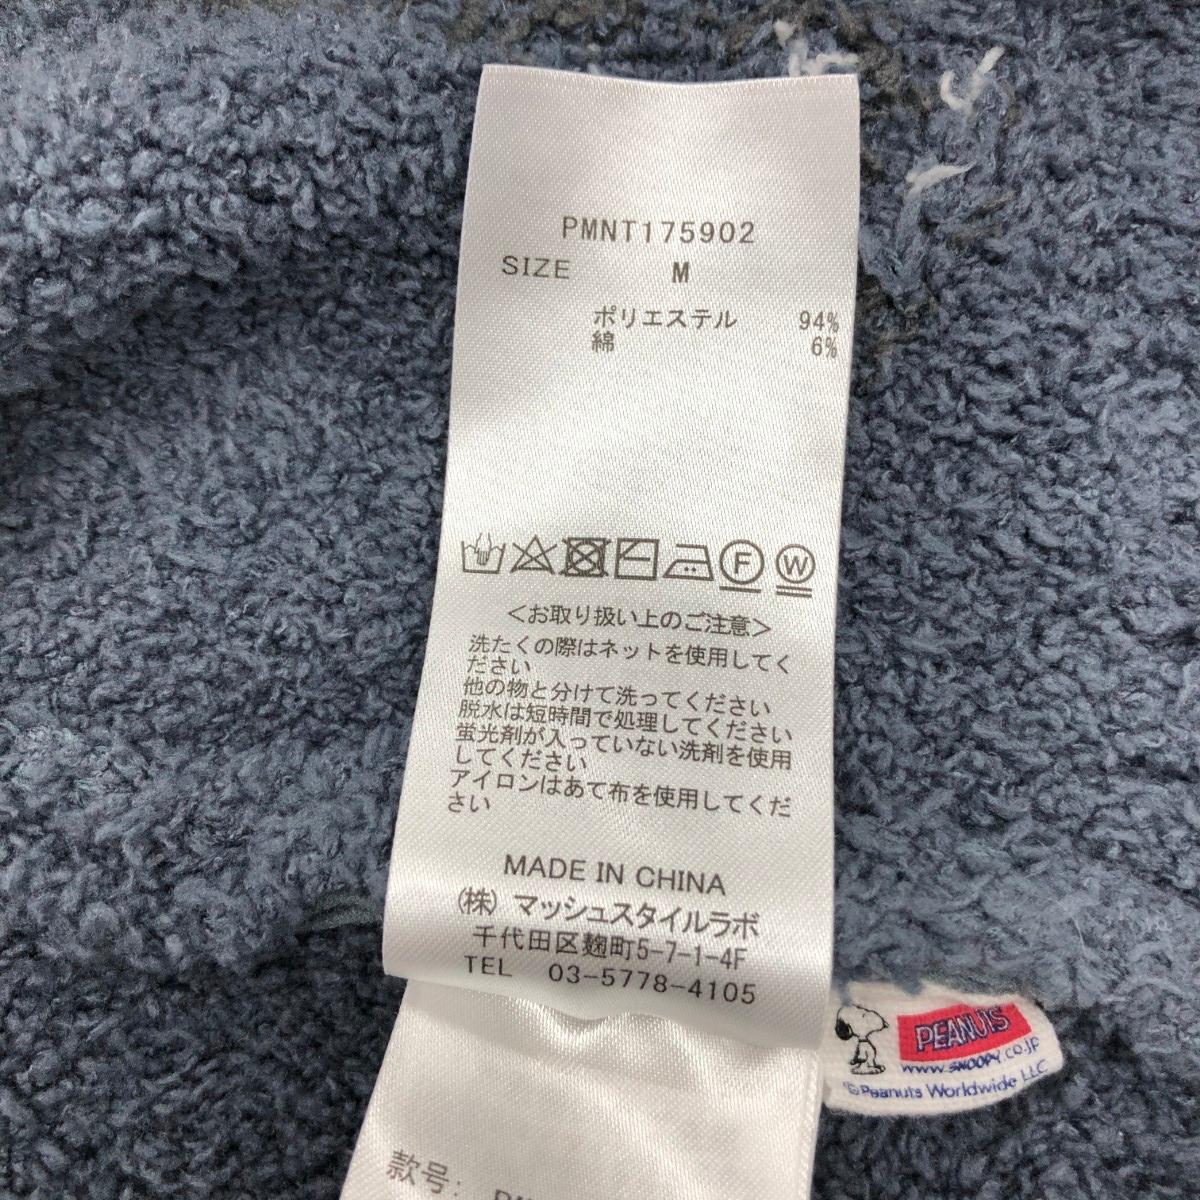 PMNT175902
SIZE M
ポリエステル 94%
綿 6%
F W
<お取り扱い上のご注意>
洗たくの際はネットを使用してく
ださい
他の物と分けて洗ってください
脱水は短時間で処理してください
蛍光剤が入っていない洗剤を使用
してください
アイロンはあて布を使用してくだ
さい
MADE IN CHINA
(株) マッシュスタイルラボ
千代田区麹町5-7-1-4F
TEL 03-5778-4105
PEANUTS
www.SNOOPY.co.jp
©Peanuts Worldwide LLC
款号: